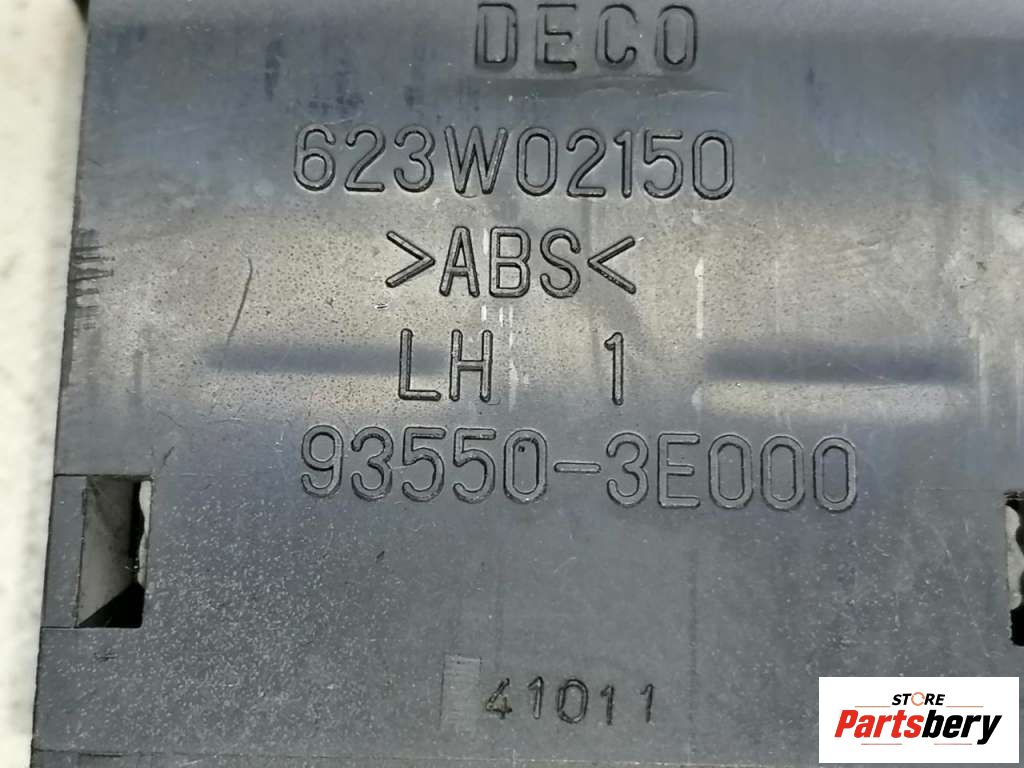 DECO
623W02150
>ABS<
LH 1
93550-3E000
41011
STORE
Partsbery